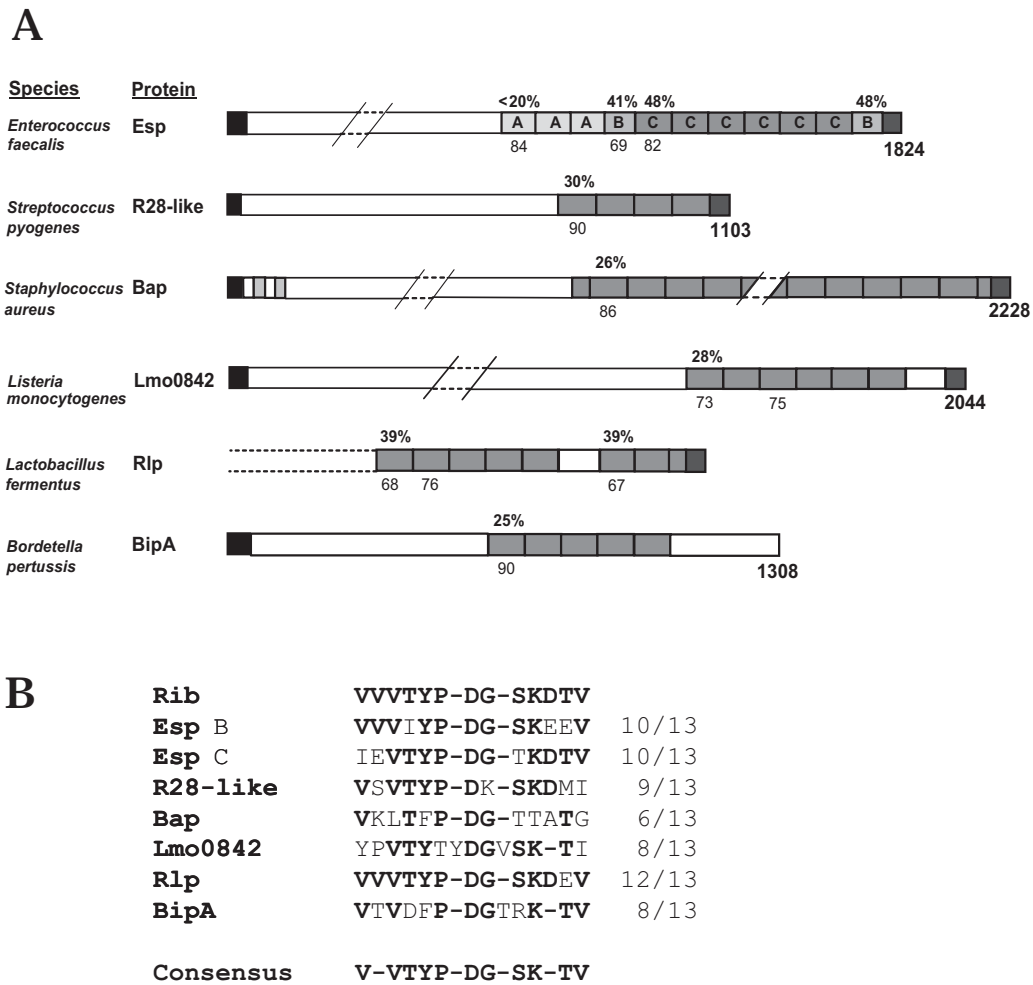 A
Species Protein
<20% 41% 48% 48%
Enterococcus faecalis Esp A A A B C C C C C C B
84 69 82 1824
30%
Streptococcus pyogenes R28-like
90 1103
26%
Staphylococcus aureus Bap
86 2228
28%
Listeria monocytogenes Lmo0842
73 75 2044
39% 39%
Lactobacillus fermentus Rlp
68 76 67
25%
Bordetella pertussis BipA
90 1308
B
Rib VVVTYP-DG-SKDTV
Esp B VVVIYP-DG-SKEEV 10/13
Esp C IEVTYP-DG-TKDTV 10/13
R28-like VSVTYP-DK-SKDMI 9/13
Bap VKLTFP-DG-TTATG 6/13
Lmo0842 YPVTYTYDGVSK-TI 8/13
Rlp VVVTYP-DG-SKDEV 12/13
BipA VTVDFP-DGTRK-TV 8/13
Consensus V-VTYP-DG-SK-TV